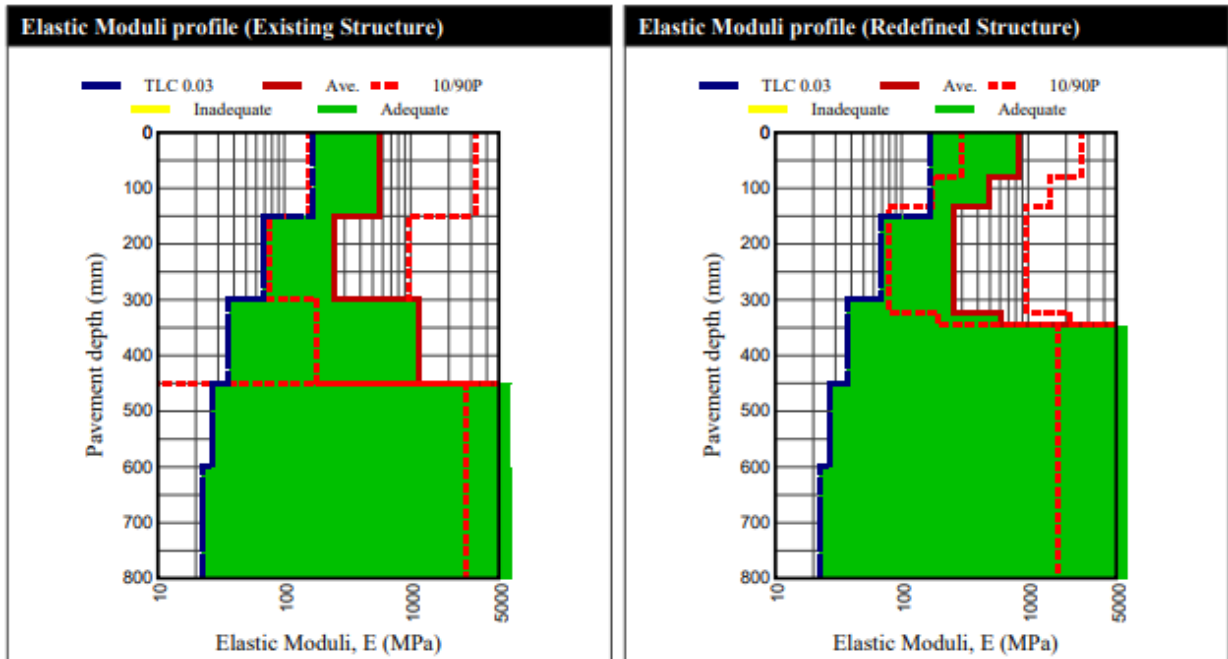 Elastic Moduli profile (Existing Structure)
TLC 0.03 Ave. 10/90P
Inadequate Adequate
0
100
200
300
400
500
600
700
800
Pavement depth (mm)
10 100 1000 5000
Elastic Moduli, E (MPa)
Elastic Moduli profile (Redefined Structure)
TLC 0.03 Ave. 10/90P
Inadequate Adequate
0
100
200
300
400
500
600
700
800
Pavement depth (mm)
10 100 1000 5000
Elastic Moduli, E (MPa)